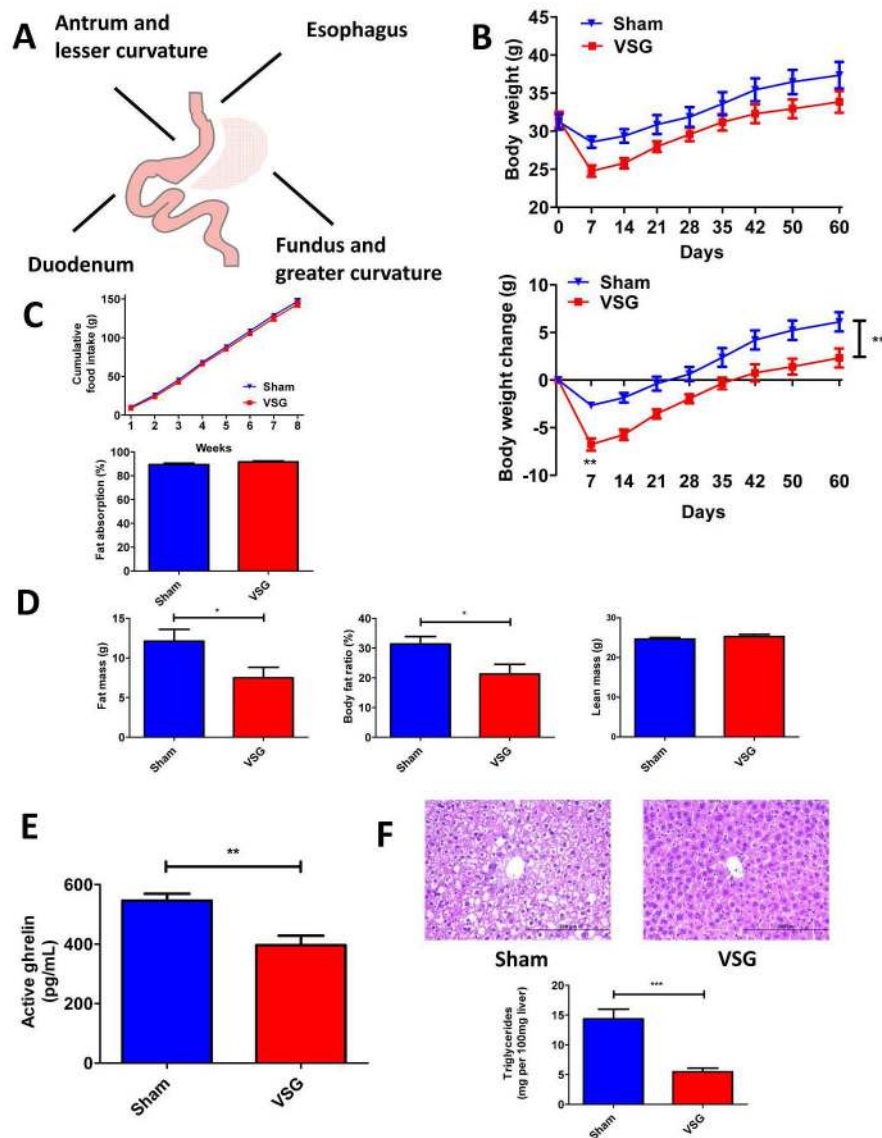 A
Antrum and
lesser curvature
Esophagus
Duodenum
Fundus and
greater curvature
B
Body weight (g)
45
40
35
30
25
20
Sham
VSG
0 7 14 21 28 35 42 50 60
Days
Body weight change (g)
10
5
0
-5
-10
Sham
VSG
**
**
7 14 21 28 35 42 50 60
Days
C
Cumulative
food intake (g)
150
100
50
0
Sham
VSG
1 2 3 4 5 6 7 8
Weeks
Fat absorption (%)
100
80
60
40
20
0
Sham
VSG
D
Fat mass (g)
15
10
5
0
*
Sham
VSG
Body fat ratio (%)
40
30
20
10
0
*
Sham
VSG
Lean mass (g)
30
20
10
0
Sham
VSG
E
Active ghrelin
(pg/mL)
600
400
200
0
**
Sham
VSG
F
Sham
VSG
Triglycerides
(mg per 100mg liver)
20
15
10
5
0
***
Sham
VSG